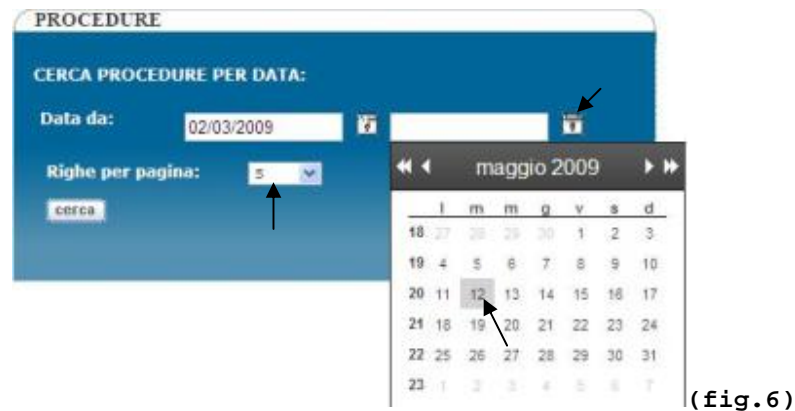 PROCEDURE
CERCA PROCEDURE PER DATA:
Data da:
02/03/2009
Righe per pagina:
5
cerca
maggio 2009
l m m g v s d
18 27 28 29 30 1 2 3
19 4 5 6 7 8 9 10
20 11 12 13 14 15 16 17
21 18 19 20 21 22 23 24
22 25 26 27 28 29 30 31
23 1 2 3 4 5 6 7
(fig.6)